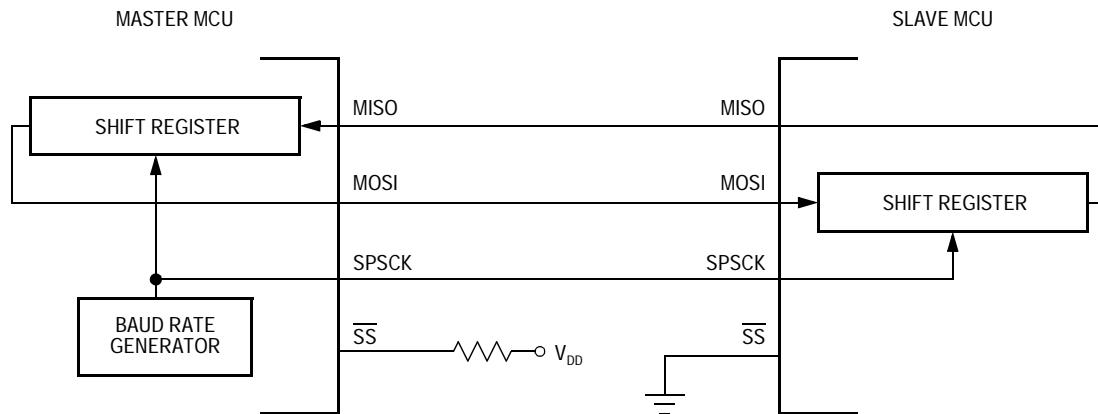 MASTER MCU
SLAVE MCU
SHIFT REGISTER
MISO
MISO
MOSI
MOSI
SHIFT REGISTER
SPSCK
SPSCK
BAUD RATE
GENERATOR
SS
VDD
SS